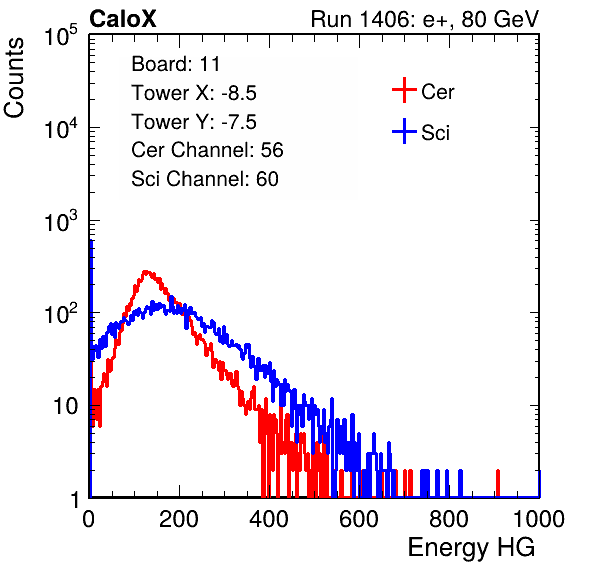 CaloX Run 1406: e+, 80 GeV
Counts
Board: 11
Tower X: -8.5
Tower Y: -7.5
Cer Channel: 56
Sci Channel: 60
Cer
Sci
10^5
10^4
10^3
10^2
10
1
0 200 400 600 800 1000
Energy HG